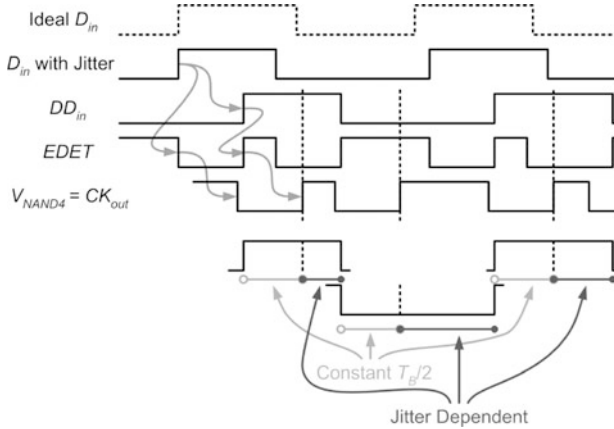 Ideal D_in
D_in with Jitter
DD_in
EDET
V_NAND4 = CK_out
Constant T_B/2
Jitter Dependent